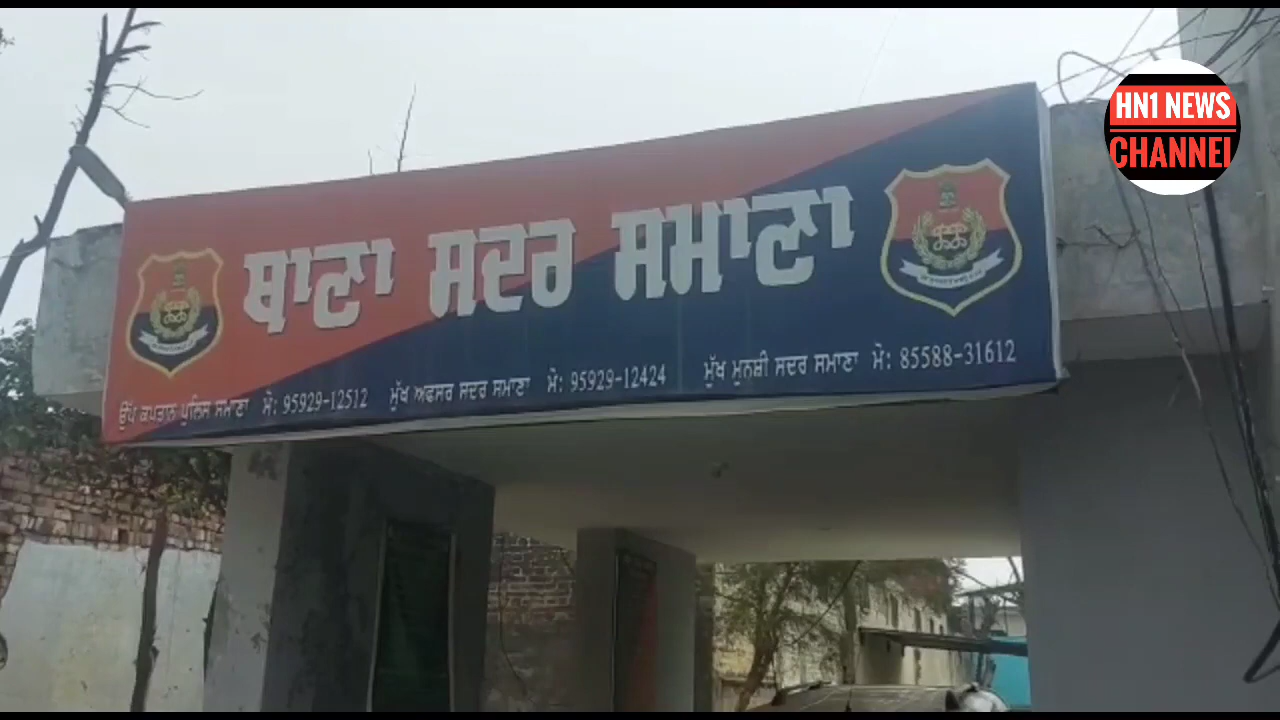 HN1 NEWS
CHANNEL
ਥਾਣਾ ਸਦਰ ਸਮਾਣਾ
ਉਪ ਕਪਤਾਨ ਪੁਲਿਸ ਸਮਾਣਾ ਮੋ: 95929-12512 ਮੁੱਖ ਅਫਸਰ ਸਦਰ ਸਮਾਣਾ ਮੋ: 95929-12424 ਮੁੱਖ ਮੁਨਸ਼ੀ ਸਦਰ ਸਮਾਣਾ ਮੋ: 85588-31612